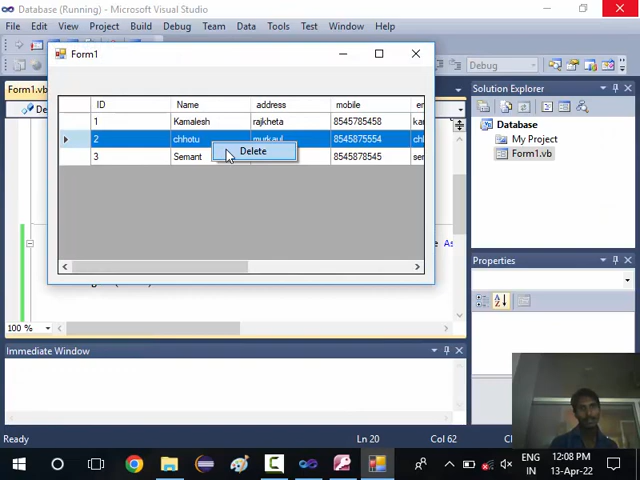 Database (Running) - Microsoft Visual Studio
File Edit View Project Build Debug Team Data Tools Test Window Help
Debug
Form1
Form1.vb
Solution Explorer
Database
My Project
Form1.vb
ID Name address mobile
1 Kamalesh rajkheta 8545785458
2 chhotu 8545875554
3 Semant 8545878545
Delete
Properties
100 %
Immediate Window
Ready Ln 20 Col 62
ENG 12:08 PM
IN 13-Apr-22